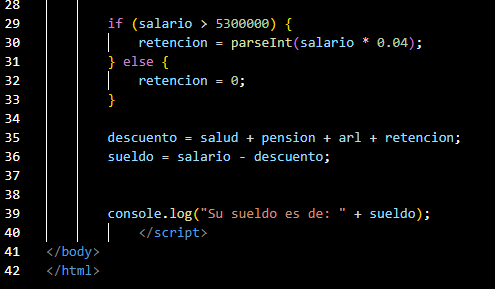 28
29 if (salario > 5300000) {
30 retencion = parseInt(salario * 0.04);
31 } else {
32 retencion = 0;
33 }
34
35 descuento = salud + pension + arl + retencion;
36 sueldo = salario - descuento;
37
38
39 console.log("Su sueldo es de: " + sueldo);
40 </script>
41 </body>
42 </html>